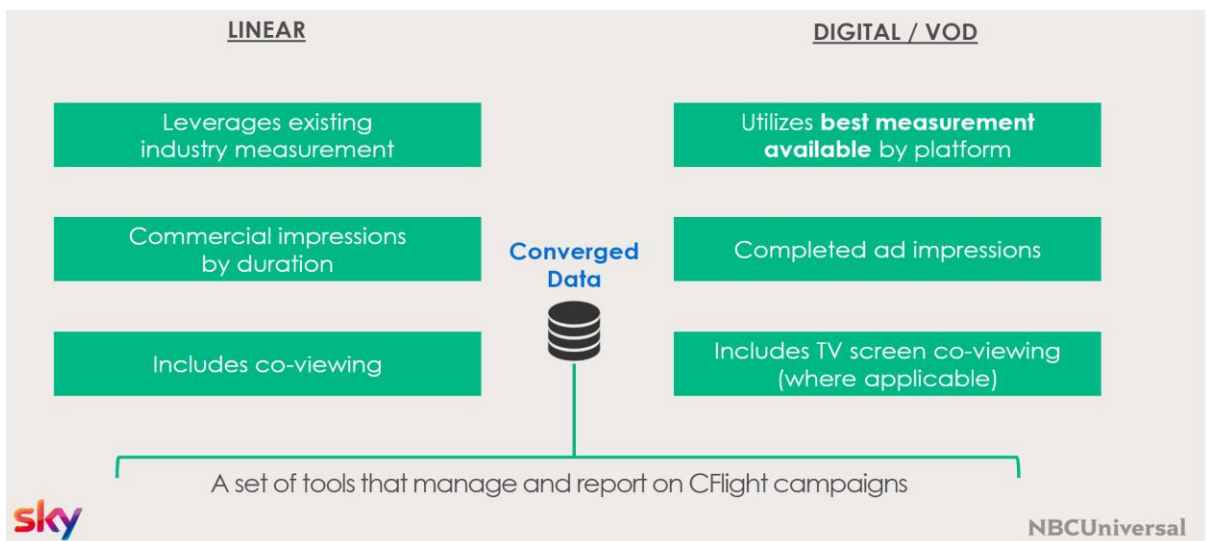 LINEAR
DIGITAL / VOD
Leverages existing
industry measurement
Utilizes best measurement
available by platform
Commercial impressions
by duration
Converged
Data
Completed ad impressions
Includes co-viewing
Includes TV screen co-viewing
(where applicable)
A set of tools that manage and report on CFlight campaigns
sky
NBCUniversal